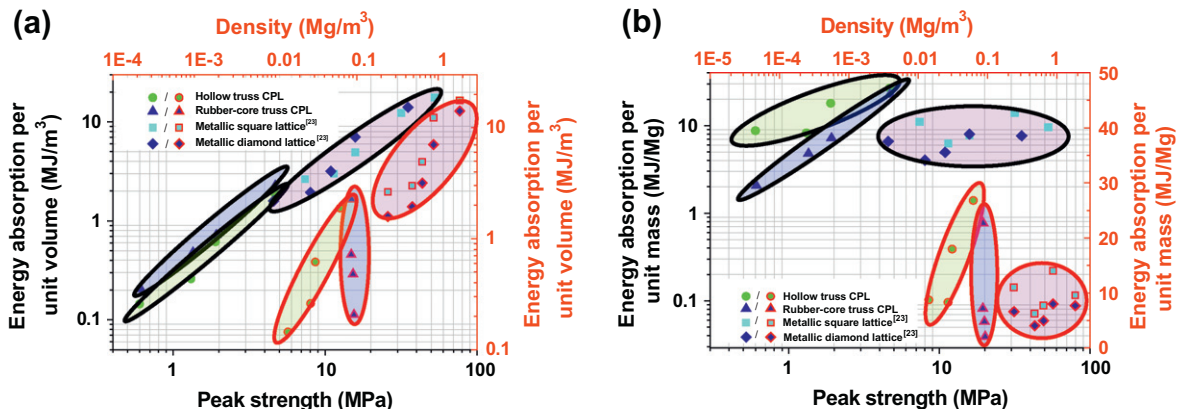 (a)
Density (Mg/m³)
1E-4 1E-3 0.01 0.1 1
Energy absorption per
unit volume (MJ/m³)
10
1
0.1
/ Hollow truss CPL
/ Rubber-core truss CPL
/ Metallic square lattice[23]
/ Metallic diamond lattice[23]
10
1
0.1
Energy absorption per
unit volume (MJ/m³)
1 10 100
Peak strength (MPa)
(b)
Density (Mg/m³)
1E-5 1E-4 1E-3 0.01 0.1 1
Energy absorption per
unit mass (MJ/Mg)
10
1
0.1
/ Hollow truss CPL
/ Rubber-core truss CPL
/ Metallic square lattice[23]
/ Metallic diamond lattice[23]
50
40
30
20
10
0
Energy absorption per
unit mass (MJ/Mg)
1 10 100
Peak strength (MPa)